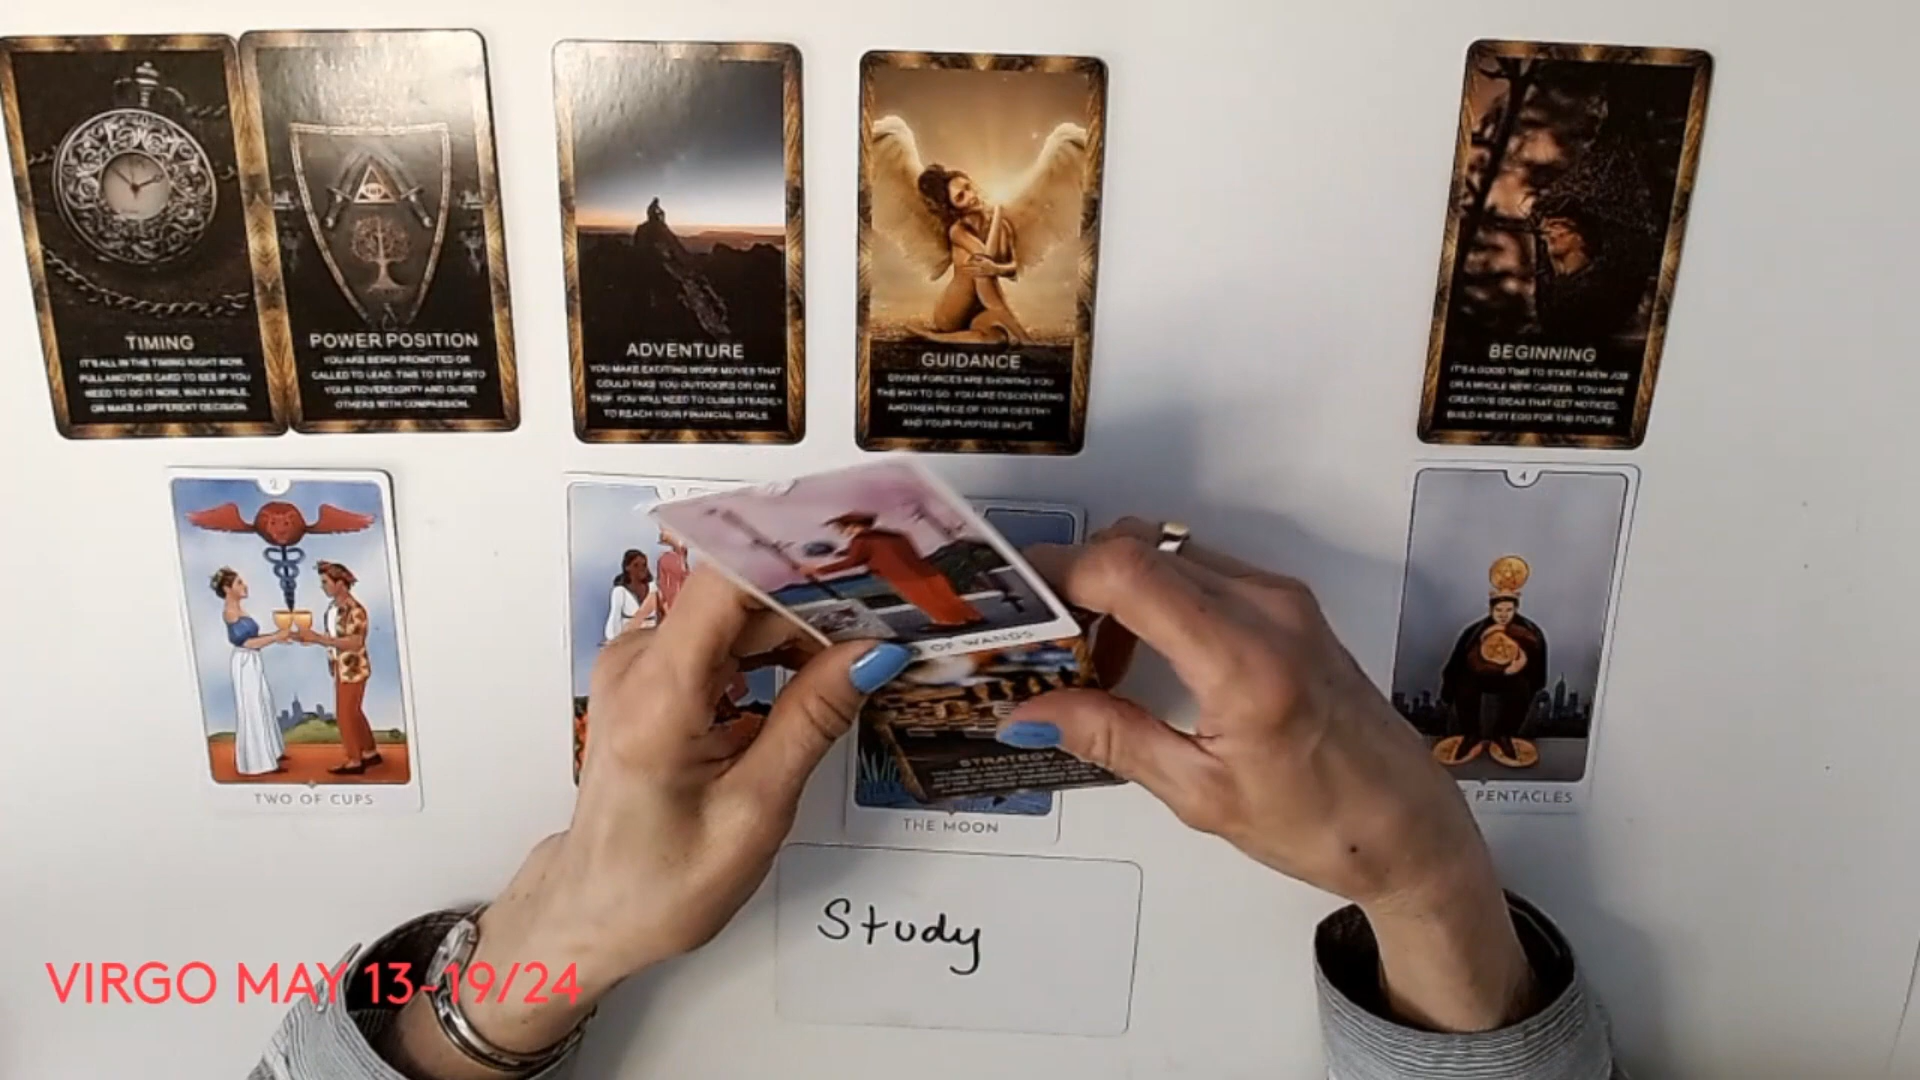 TIMING
IT'S ALL IN THE TIMING RIGHT NOW.
PULL ANOTHER CARD TO SEE IF YOU
NEED TO DO IT NOW, WAIT A WHILE,
OR MAKE A DIFFERENT DECISION.
POWER POSITION
YOU ARE BEING PROMOTED OR
CALLED TO LEAD. TIME TO STEP INTO
YOUR SOVEREIGNTY AND GUIDE
OTHERS WITH COMPASSION.
ADVENTURE
YOU MAKE EXCITING WORK MOVES THAT
COULD TAKE YOU OUTDOORS OR ON A
TRIP. YOU WILL NEED TO CLIMB STEADILY
TO REACH YOUR FINANCIAL GOALS.
GUIDANCE
DIVINE FORCES ARE SHOWING YOU
THE WAY TO GO. YOU ARE DISCOVERING
ANOTHER PIECE OF YOUR DESTINY
AND YOUR PURPOSE IN LIFE.
BEGINNING
IT'S A GOOD TIME TO START A NEW JOB
OR A WHOLE NEW CAREER. YOU HAVE
CREATIVE IDEAS THAT GET NOTICED.
BUILD A NEST EGG FOR THE FUTURE.
2
TWO OF CUPS
3
OF WANDS
STRATEGY
THE MOON
4
PENTACLES
Study
VIRGO MAY 13-19/24